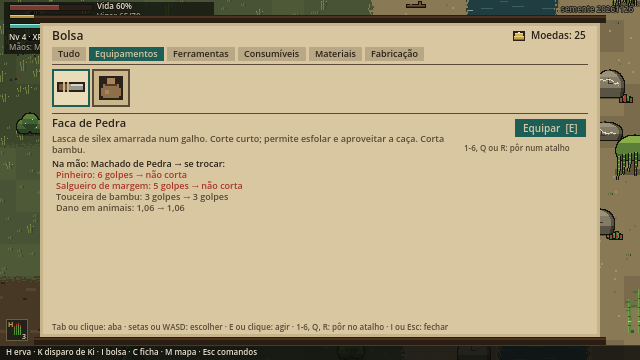 Vida 60%
semente 2026
Bolsa
Moedas: 25
Tudo Equipamentos Ferramentas Consumíveis Materiais Fabricação
Faca de Pedra
Equipar [E]
Lasca de sílex amarrada num galho. Corte curto; permite esfolar e aproveitar a caça. Corta
bambu.
1-6, Q ou R: pôr num atalho
Na mão: Machado de Pedra → se trocar:
Pinheiro: 6 golpes → não corta
Salgueiro de margem: 5 golpes → não corta
Touceira de bambu: 3 golpes → 3 golpes
Dano em animais: 1,06 → 1,06
Tab ou clique: aba · setas ou WASD: escolher · E ou clique: agir · 1-6, Q, R: pôr no atalho · I ou Esc: fechar
H
3
H erva · K disparo de Ki · I bolsa · C ficha · M mapa · Esc comandos